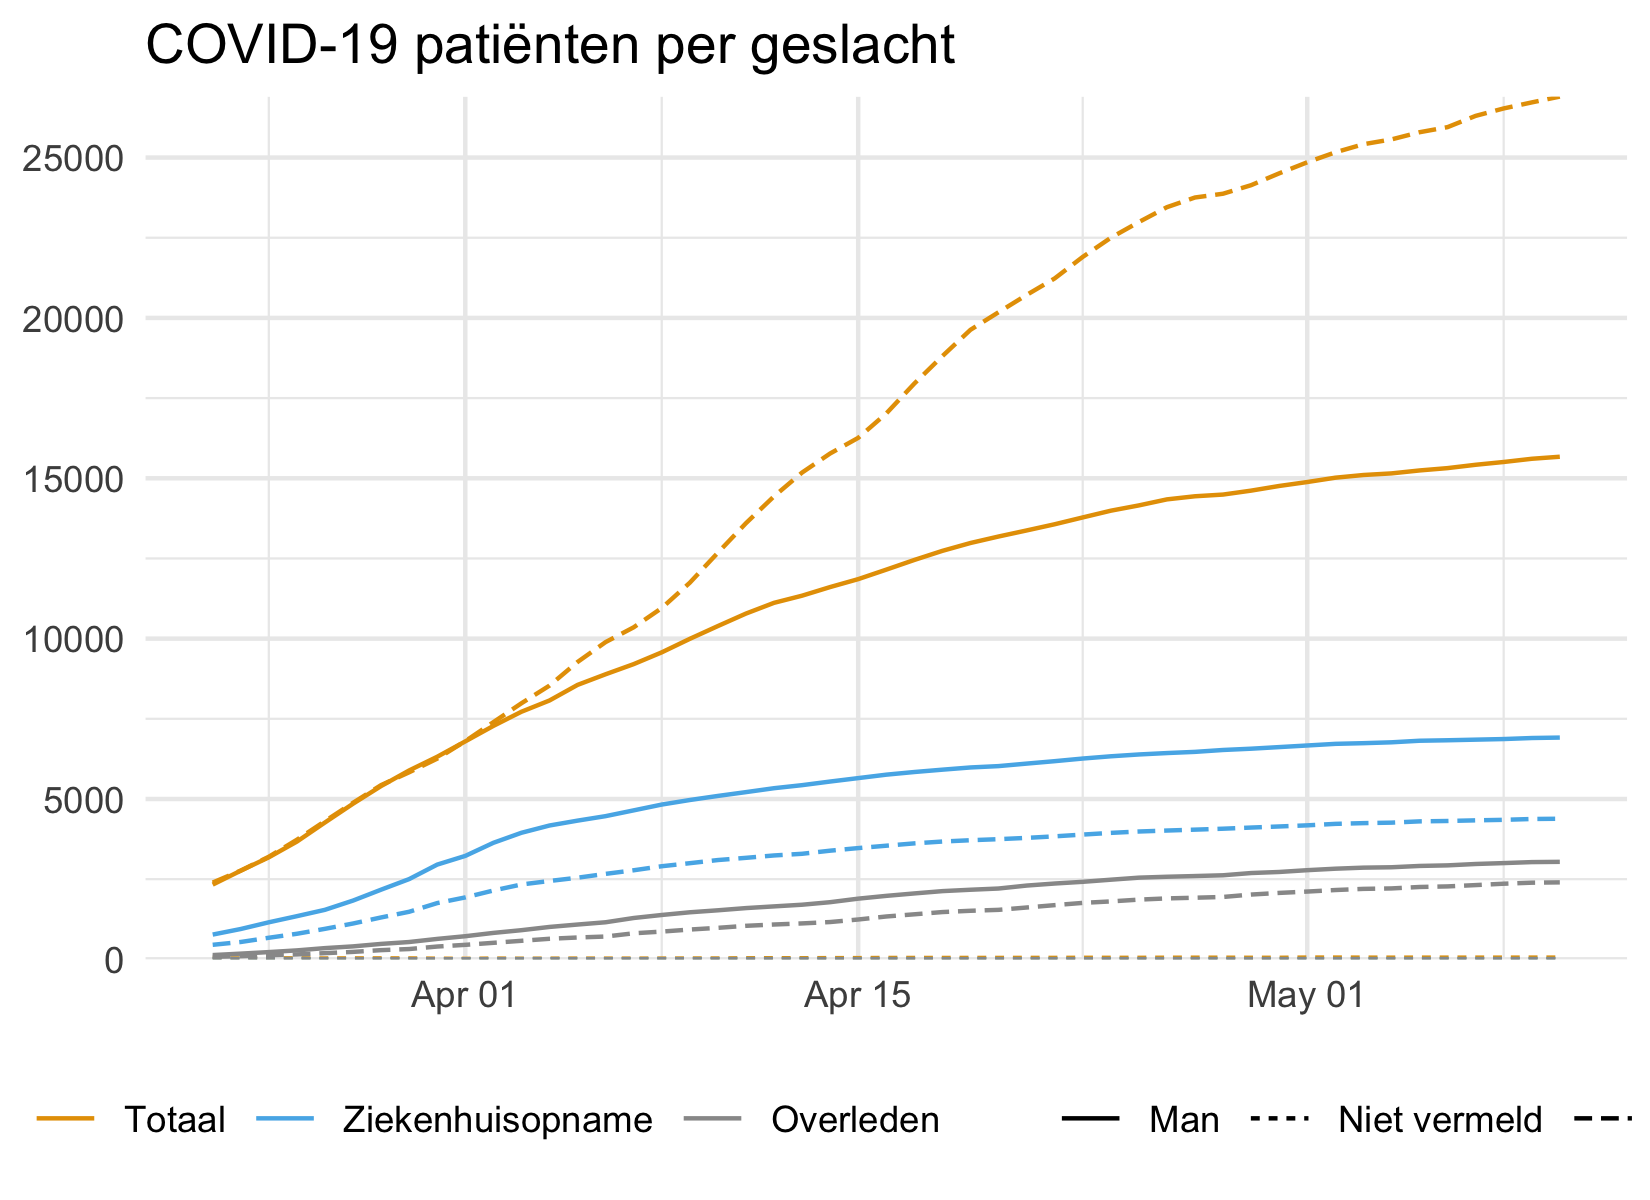 COVID-19 patiënten per geslacht
25000
20000
15000
10000
5000
0
Apr 01 Apr 15 May 01
Totaal Ziekenhuisopname Overleden Man Niet vermeld